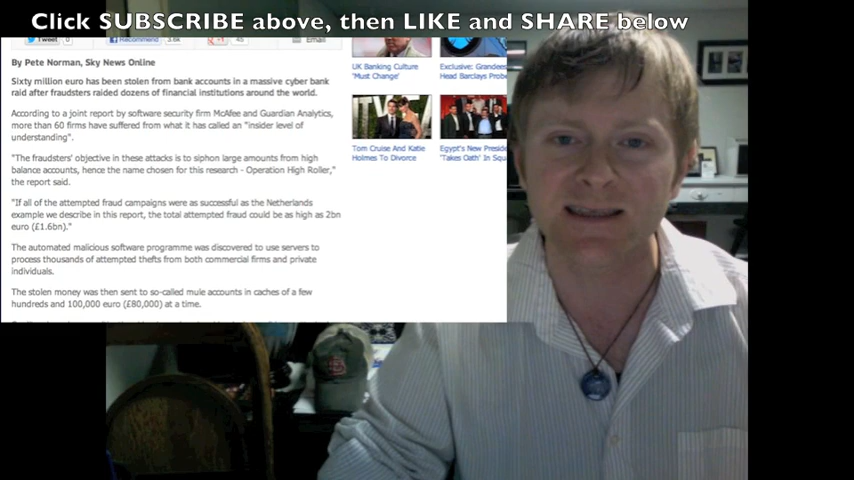 Click SUBSCRIBE above, then LIKE and SHARE below
Tweet 0 Recommend 3.6k +1 45 Email
By Pete Norman, Sky News Online
Sixty million euro has been stolen from bank accounts in a massive cyber bank
raid after fraudsters raided dozens of financial institutions around the world.
According to a joint report by software security firm McAfee and Guardian Analytics,
more than 60 firms have suffered from what it has called an "insider level of
understanding".
"The fraudsters' objective in these attacks is to siphon large amounts from high
balance accounts, hence the name chosen for this research - Operation High Roller,"
the report said.
"If all of the attempted fraud campaigns were as successful as the Netherlands
example we describe in this report, the total attempted fraud could be as high as 2bn
euro (£1.6bn)."
The automated malicious software programme was discovered to use servers to
process thousands of attempted thefts from both commercial firms and private
individuals.
The stolen money was then sent to so-called mule accounts in caches of a few
hundreds and 100,000 euro (£80,000) at a time.
UK Banking Culture
'Must Change'
Exclusive: Grandee
Head Barclays Prob
Tom Cruise And Katie
Holmes To Divorce
Egypt's New Preside
'Takes Oath' In Squ